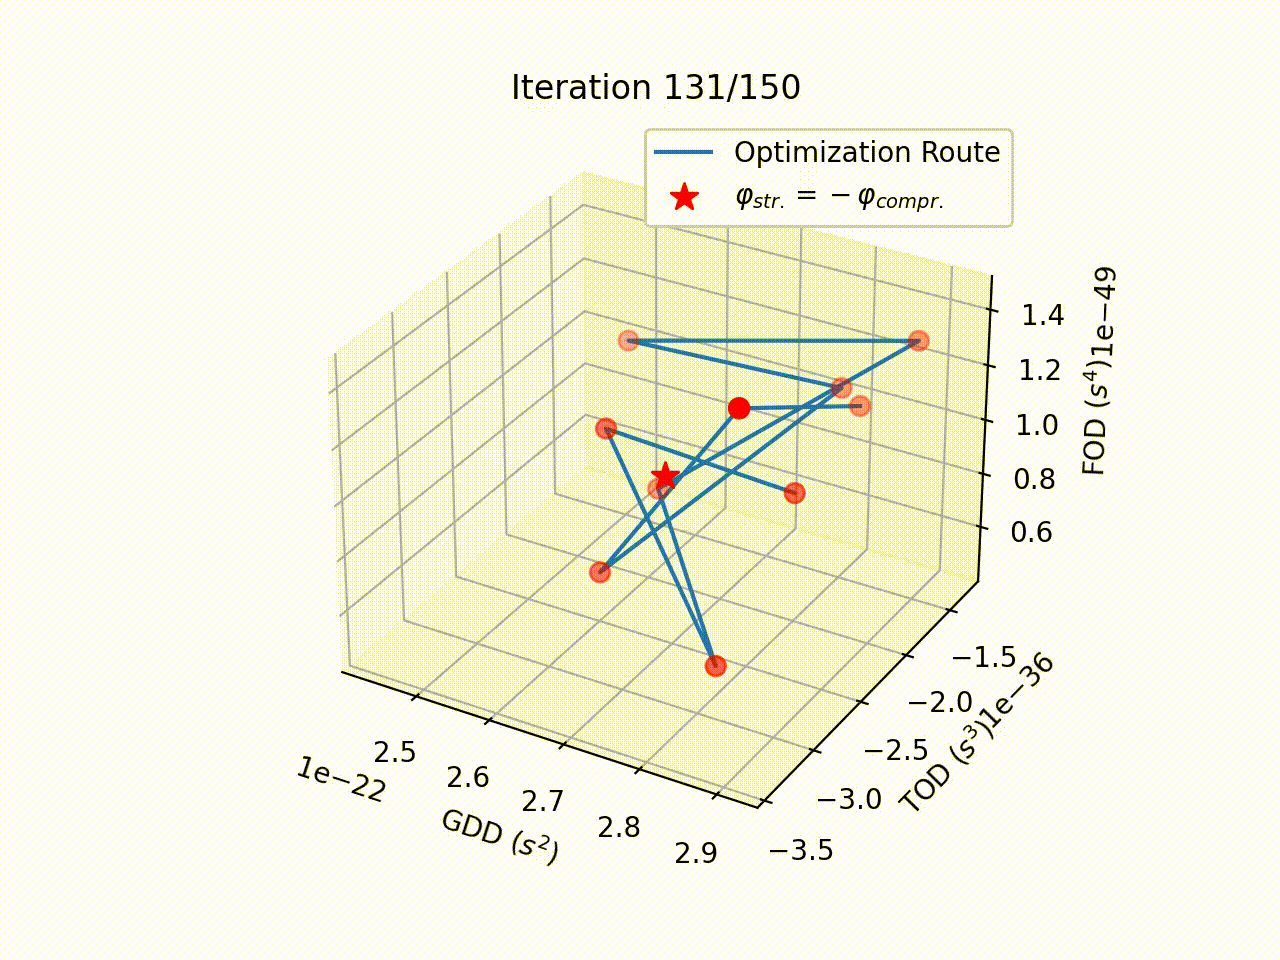 Iteration 131/150
Optimization Route
φstr. = − φcompr.
1.4
1.2
1.0
0.8
0.6
FOD (s⁴)1e−49
−1.5
−2.0
−2.5
−3.0
−3.5
TOD (s³)1e−36
2.5
2.6
2.7
2.8
2.9
1e−22
GDD (s²)